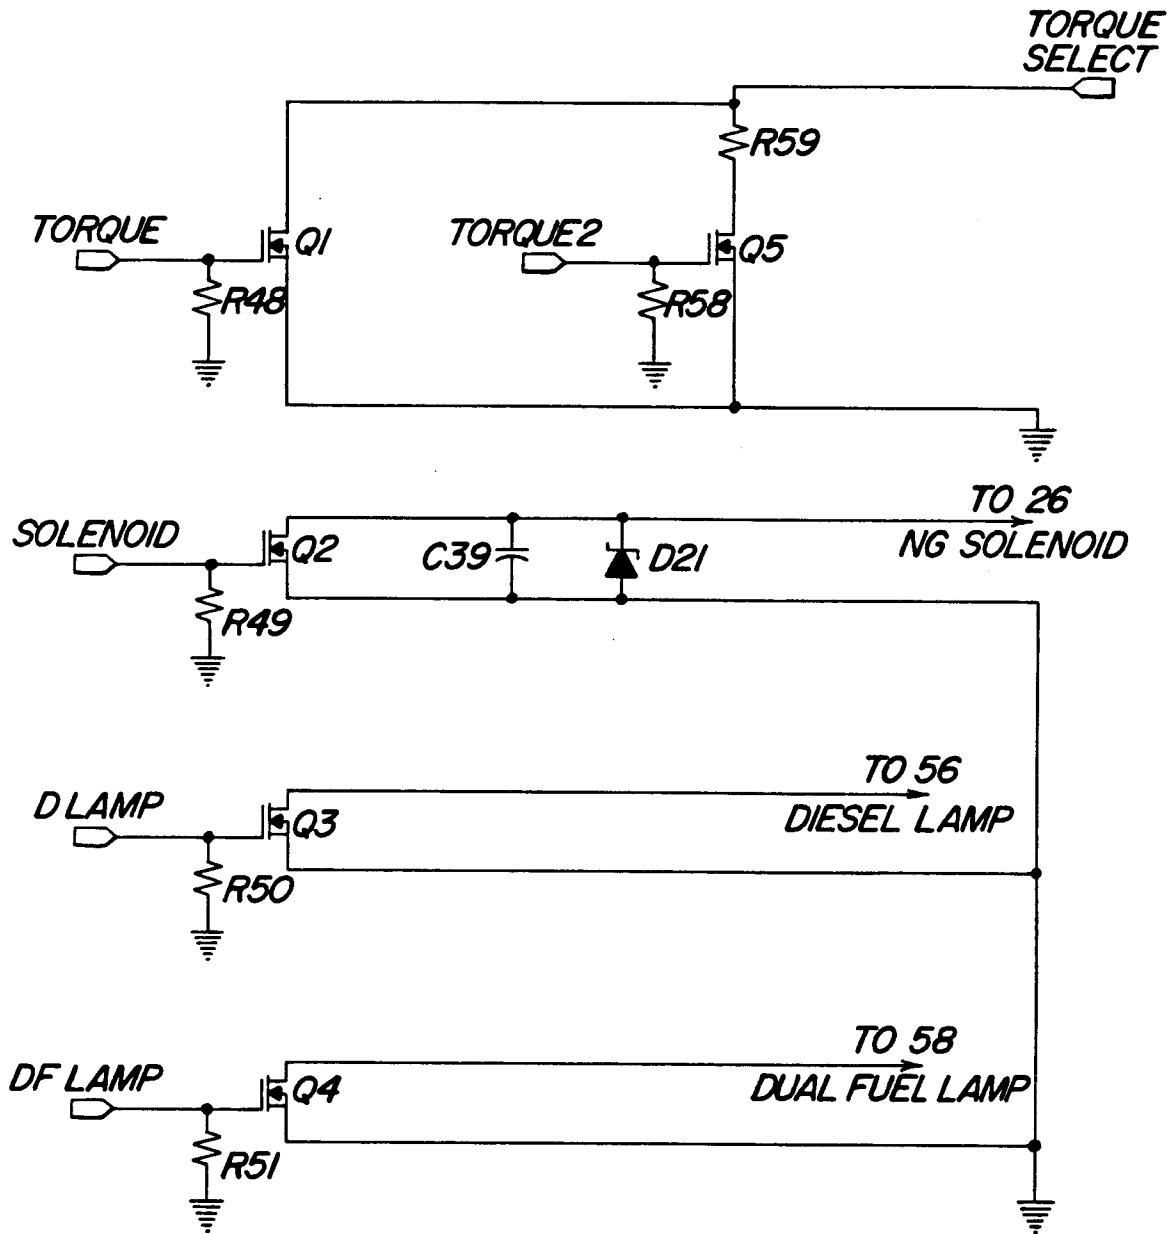 TORQUE
SELECT
R59
TORQUE
Q1
TORQUE2
Q5
R48
R58
TO 26
SOLENOID
Q2
C39
D21
NG SOLENOID
R49
TO 56
D LAMP
Q3
DIESEL LAMP
R50
TO 58
DF LAMP
Q4
DUAL FUEL LAMP
R51